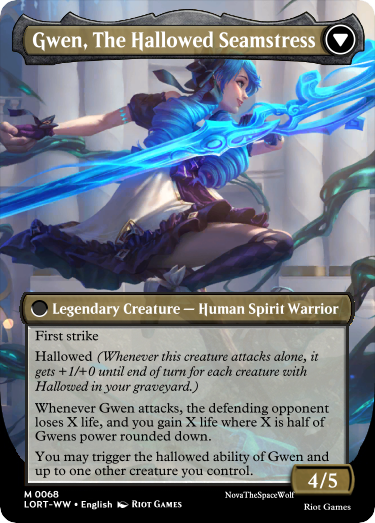 Gwen, The Hallowed Seamstress
Legendary Creature — Human Spirit Warrior
First strike
Hallowed (Whenever this creature attacks alone, it
gets +1/+0 until end of turn for each creature with
Hallowed in your graveyard.)
Whenever Gwen attacks, the defending opponent
loses X life, and you gain X life where X is half of
Gwens power rounded down.
You may trigger the hallowed ability of Gwen and
up to one other creature you control.
NovaTheSpaceWolf
4/5
M 0068
LORT-WW • English Riot Games
Riot Games